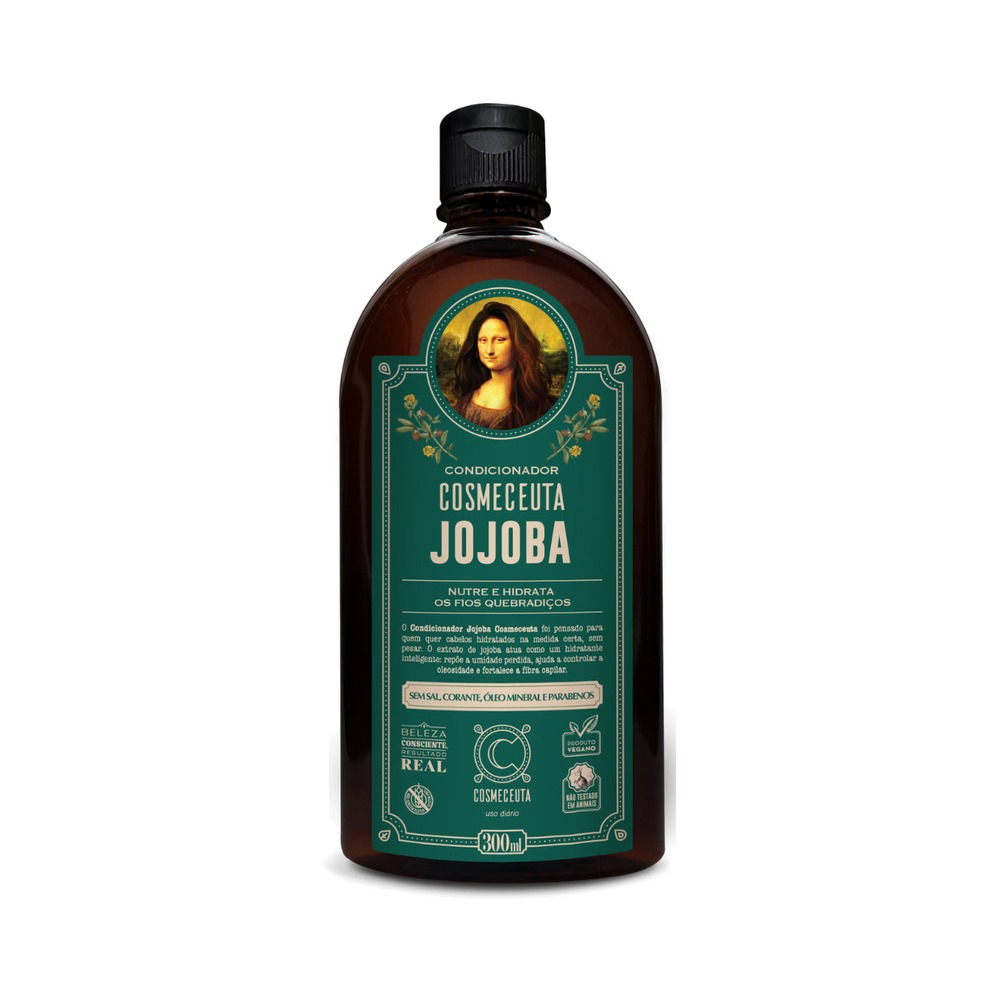 CONDICIONADOR
COSMECEUTA
JOJOBA
NUTRE E HIDRATA
OS FIOS QUEBRADIÇOS
O Condicionador Jojoba Cosmeceuta foi pensado para
quem quer cabelos hidratados na medida certa, sem
pesar. O extrato de jojoba atua como um hidratante
inteligente: repõe a umidade perdida, ajuda a controlar a
oleosidade e fortalece a fibra capilar.
SEM SAL, CORANTE, ÓLEO MINERAL E PARABENOS
BELEZA
CONSCIENTE,
RESULTADO
REAL
C
COSMECEUTA
uso diário
PRODUTO
VEGANO
NÃO TESTADO
EM ANIMAIS
300ml